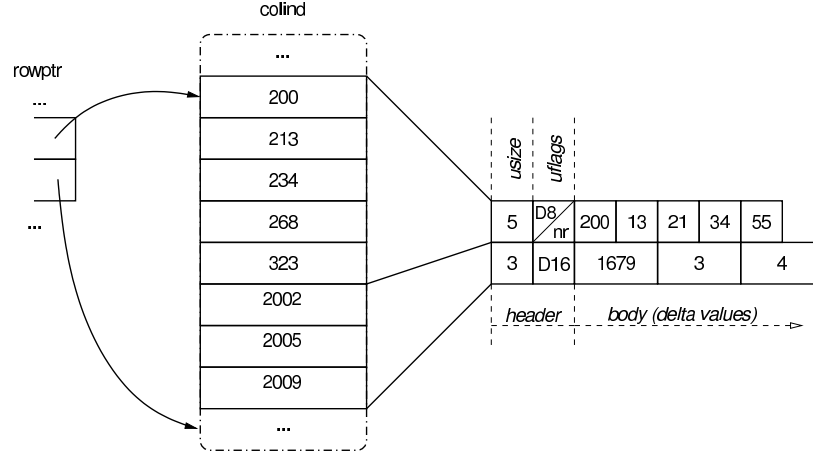 colind
rowptr
...
...
...
200
213
234
268
323
2002
2005
2009
...
usize
uflags
5 D8 nr 200 13 21 34 55
3 D16 1679 3 4
header
body (delta values)